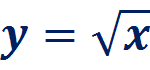 y = √x